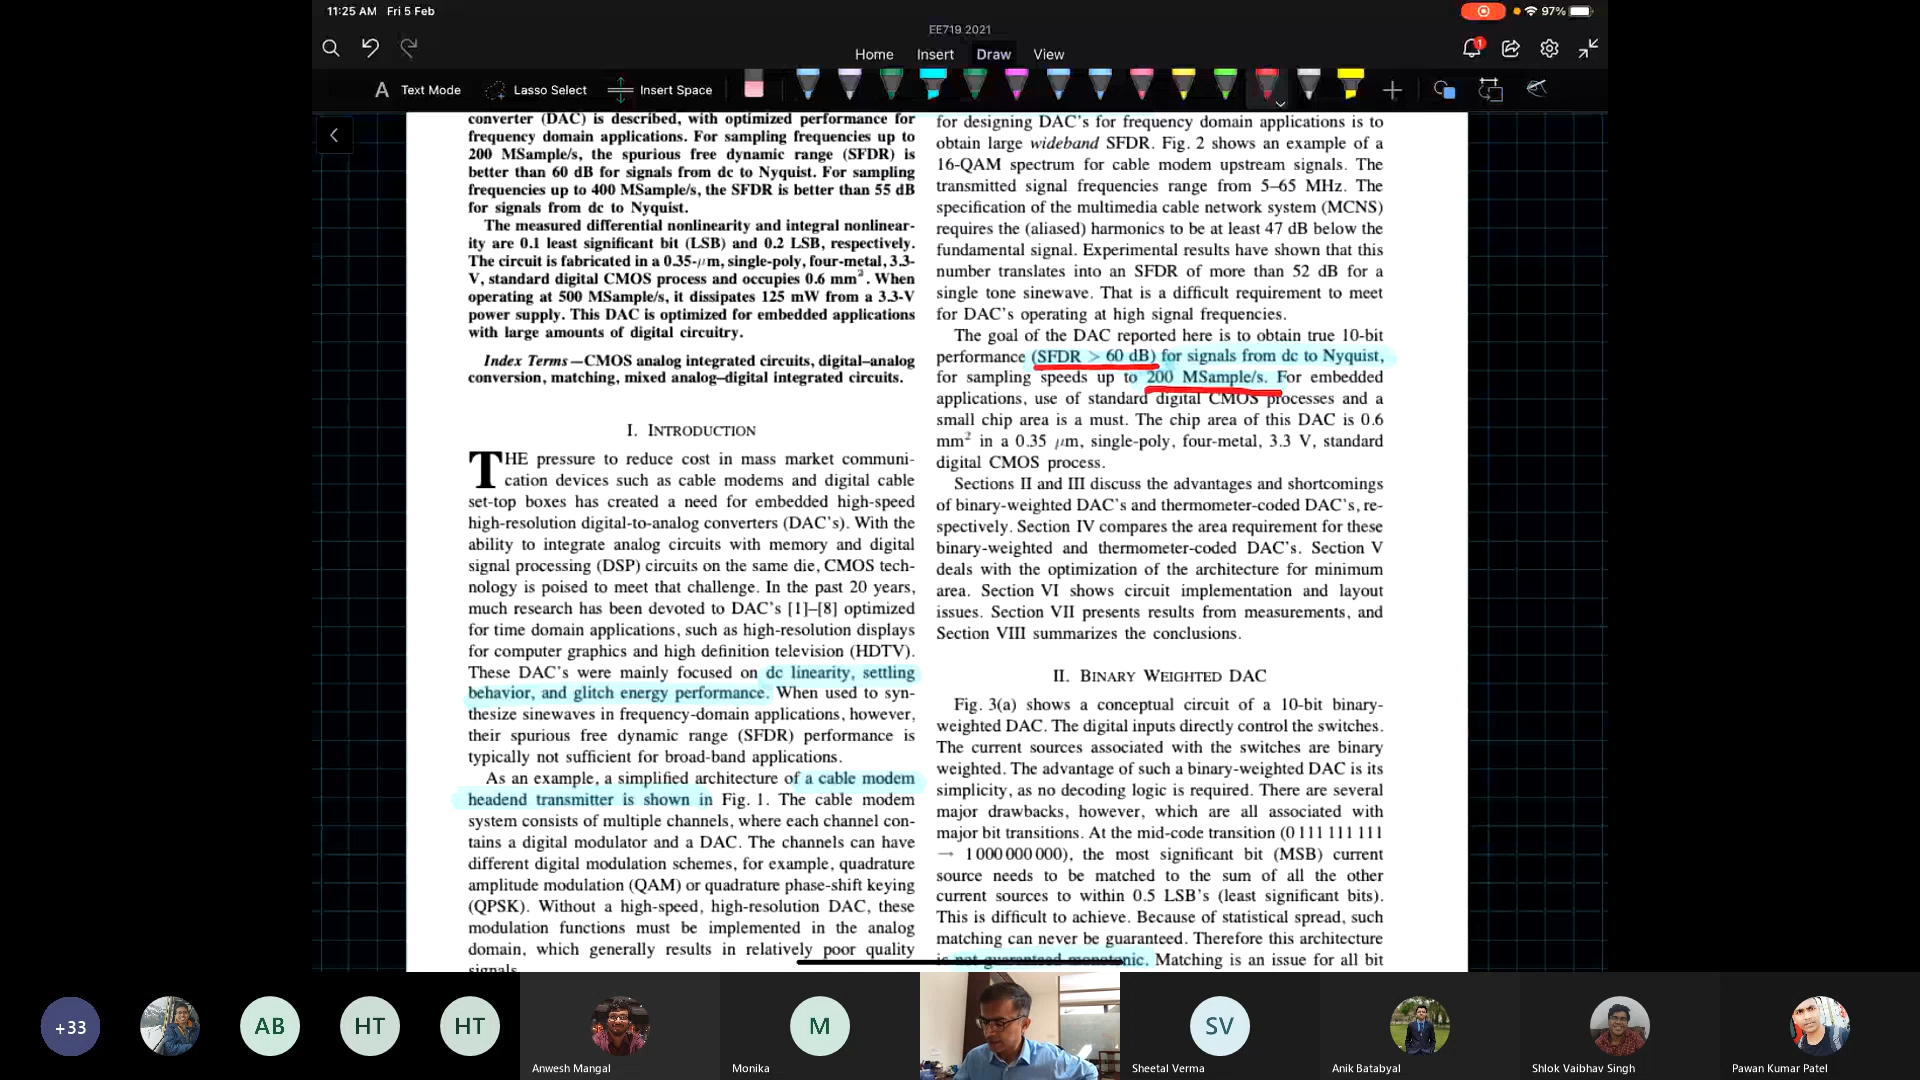 11:25 AM Fri 5 Feb
97%
EE719 2021
Home Insert Draw View
1
A Text Mode Lasso Select Insert Space
converter (DAC) is described, with optimized performance for
frequency domain applications. For sampling frequencies up to
200 MSample/s, the spurious free dynamic range (SFDR) is
better than 60 dB for signals from dc to Nyquist. For sampling
frequencies up to 400 MSample/s, the SFDR is better than 55 dB
for signals from dc to Nyquist.
The measured differential nonlinearity and integral nonlinear-
ity are 0.1 least significant bit (LSB) and 0.2 LSB, respectively.
The circuit is fabricated in a 0.35-μm, single-poly, four-metal, 3.3-
V, standard digital CMOS process and occupies 0.6 mm². When
operating at 500 MSample/s, it dissipates 125 mW from a 3.3-V
power supply. This DAC is optimized for embedded applications
with large amounts of digital circuitry.
Index Terms—CMOS analog integrated circuits, digital–analog
conversion, matching, mixed analog–digital integrated circuits.
I. INTRODUCTION
THE pressure to reduce cost in mass market communi-
cation devices such as cable modems and digital cable
set-top boxes has created a need for embedded high-speed
high-resolution digital-to-analog converters (DAC's). With the
ability to integrate analog circuits with memory and digital
signal processing (DSP) circuits on the same die, CMOS tech-
nology is poised to meet that challenge. In the past 20 years,
much research has been devoted to DAC's [1]–[8] optimized
for time domain applications, such as high-resolution displays
for computer graphics and high definition television (HDTV).
These DAC's were mainly focused on dc linearity, settling
behavior, and glitch energy performance. When used to syn-
thesize sinewaves in frequency-domain applications, however,
their spurious free dynamic range (SFDR) performance is
typically not sufficient for broad-band applications.
As an example, a simplified architecture of a cable modem
headend transmitter is shown in Fig. 1. The cable modem
system consists of multiple channels, where each channel con-
tains a digital modulator and a DAC. The channels can have
different digital modulation schemes, for example, quadrature
amplitude modulation (QAM) or quadrature phase-shift keying
(QPSK). Without a high-speed, high-resolution DAC, these
modulation functions must be implemented in the analog
domain, which generally results in relatively poor quality
signals.
for designing DAC's for frequency domain applications is to
obtain large wideband SFDR. Fig. 2 shows an example of a
16-QAM spectrum for cable modem upstream signals. The
transmitted signal frequencies range from 5–65 MHz. The
specification of the multimedia cable network system (MCNS)
requires the (aliased) harmonics to be at least 47 dB below the
fundamental signal. Experimental results have shown that this
number translates into an SFDR of more than 52 dB for a
single tone sinewave. That is a difficult requirement to meet
for DAC's operating at high signal frequencies.
The goal of the DAC reported here is to obtain true 10-bit
performance (SFDR > 60 dB) for signals from dc to Nyquist,
for sampling speeds up to 200 MSample/s. For embedded
applications, use of standard digital CMOS processes and a
small chip area is a must. The chip area of this DAC is 0.6
mm² in a 0.35 μm, single-poly, four-metal, 3.3 V, standard
digital CMOS process.
Sections II and III discuss the advantages and shortcomings
of binary-weighted DAC's and thermometer-coded DAC's, re-
spectively. Section IV compares the area requirement for these
binary-weighted and thermometer-coded DAC's. Section V
deals with the optimization of the architecture for minimum
area. Section VI shows circuit implementation and layout
issues. Section VII presents results from measurements, and
Section VIII summarizes the conclusions.
II. BINARY WEIGHTED DAC
Fig. 3(a) shows a conceptual circuit of a 10-bit binary-
weighted DAC. The digital inputs directly control the switches.
The current sources associated with the switches are binary
weighted. The advantage of such a binary-weighted DAC is its
simplicity, as no decoding logic is required. There are several
major drawbacks, however, which are all associated with
major bit transitions. At the mid-code transition (0 111 111 111
→ 1 000 000 000), the most significant bit (MSB) current
source needs to be matched to the sum of all the other
current sources to within 0.5 LSB's (least significant bits).
This is difficult to achieve. Because of statistical spread, such
matching can never be guaranteed. Therefore this architecture
is not guaranteed monotonic. Matching is an issue for all bit
+33 AB HT HT M SV
Anwesh Mangal Monika Sheetal Verma Anik Batabyal Shlok Vaibhav Singh Pawan Kumar Patel